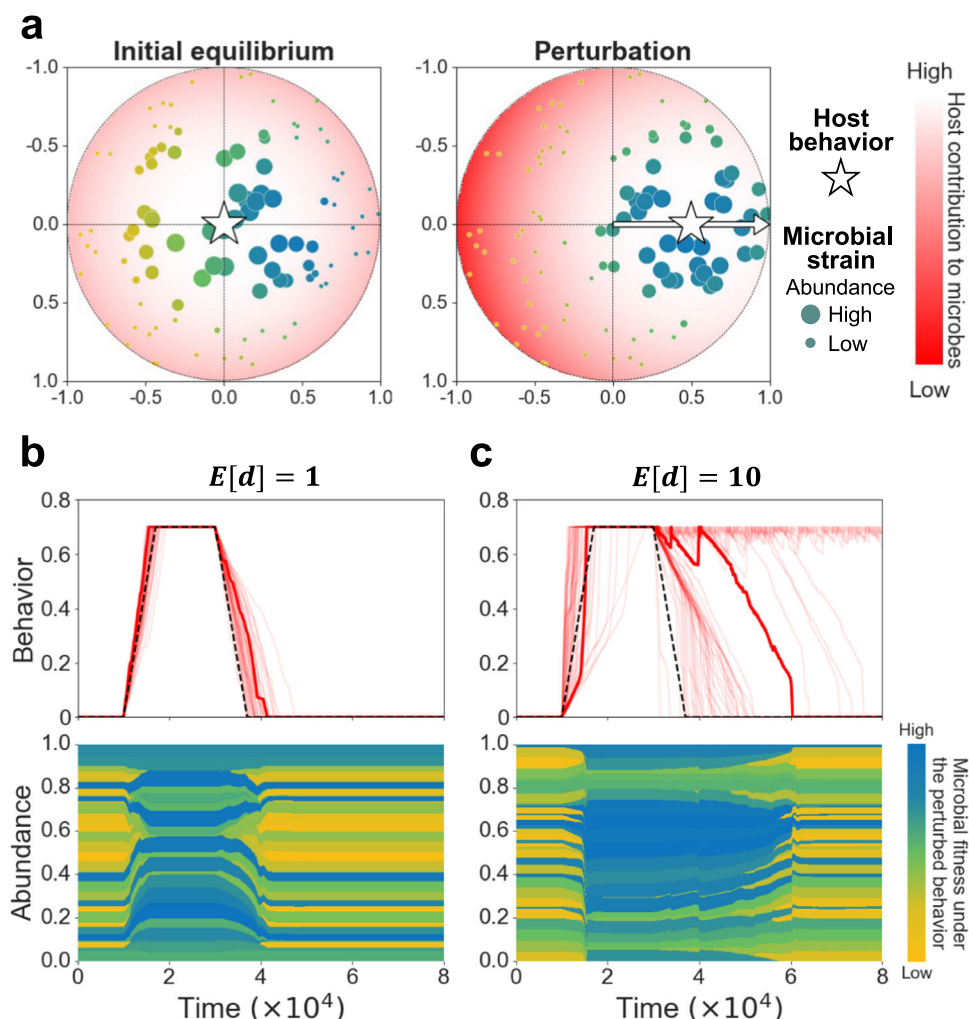 a
Initial equilibrium
Perturbation
-1.0
-0.5
0.0
0.5
1.0
-1.0
-0.5
0.0
0.5
1.0
-1.0
-0.5
0.0
0.5
1.0
-1.0
-0.5
0.0
0.5
1.0
Host
behavior
Microbial
strain
Abundance
High
Low
High
Host contribution to microbes
Low
b
E[d] = 1
c
E[d] = 10
Behavior
0.8
0.6
0.4
0.2
0
0.8
0.6
0.4
0.2
0
Abundance
1.0
0.8
0.6
0.4
0.2
0.0
0
2
4
6
8
Time (×10⁴)
1.0
0.8
0.6
0.4
0.2
0.0
0
2
4
6
8
Time (×10⁴)
High
Microbial fitness under
the perturbed behavior
Low